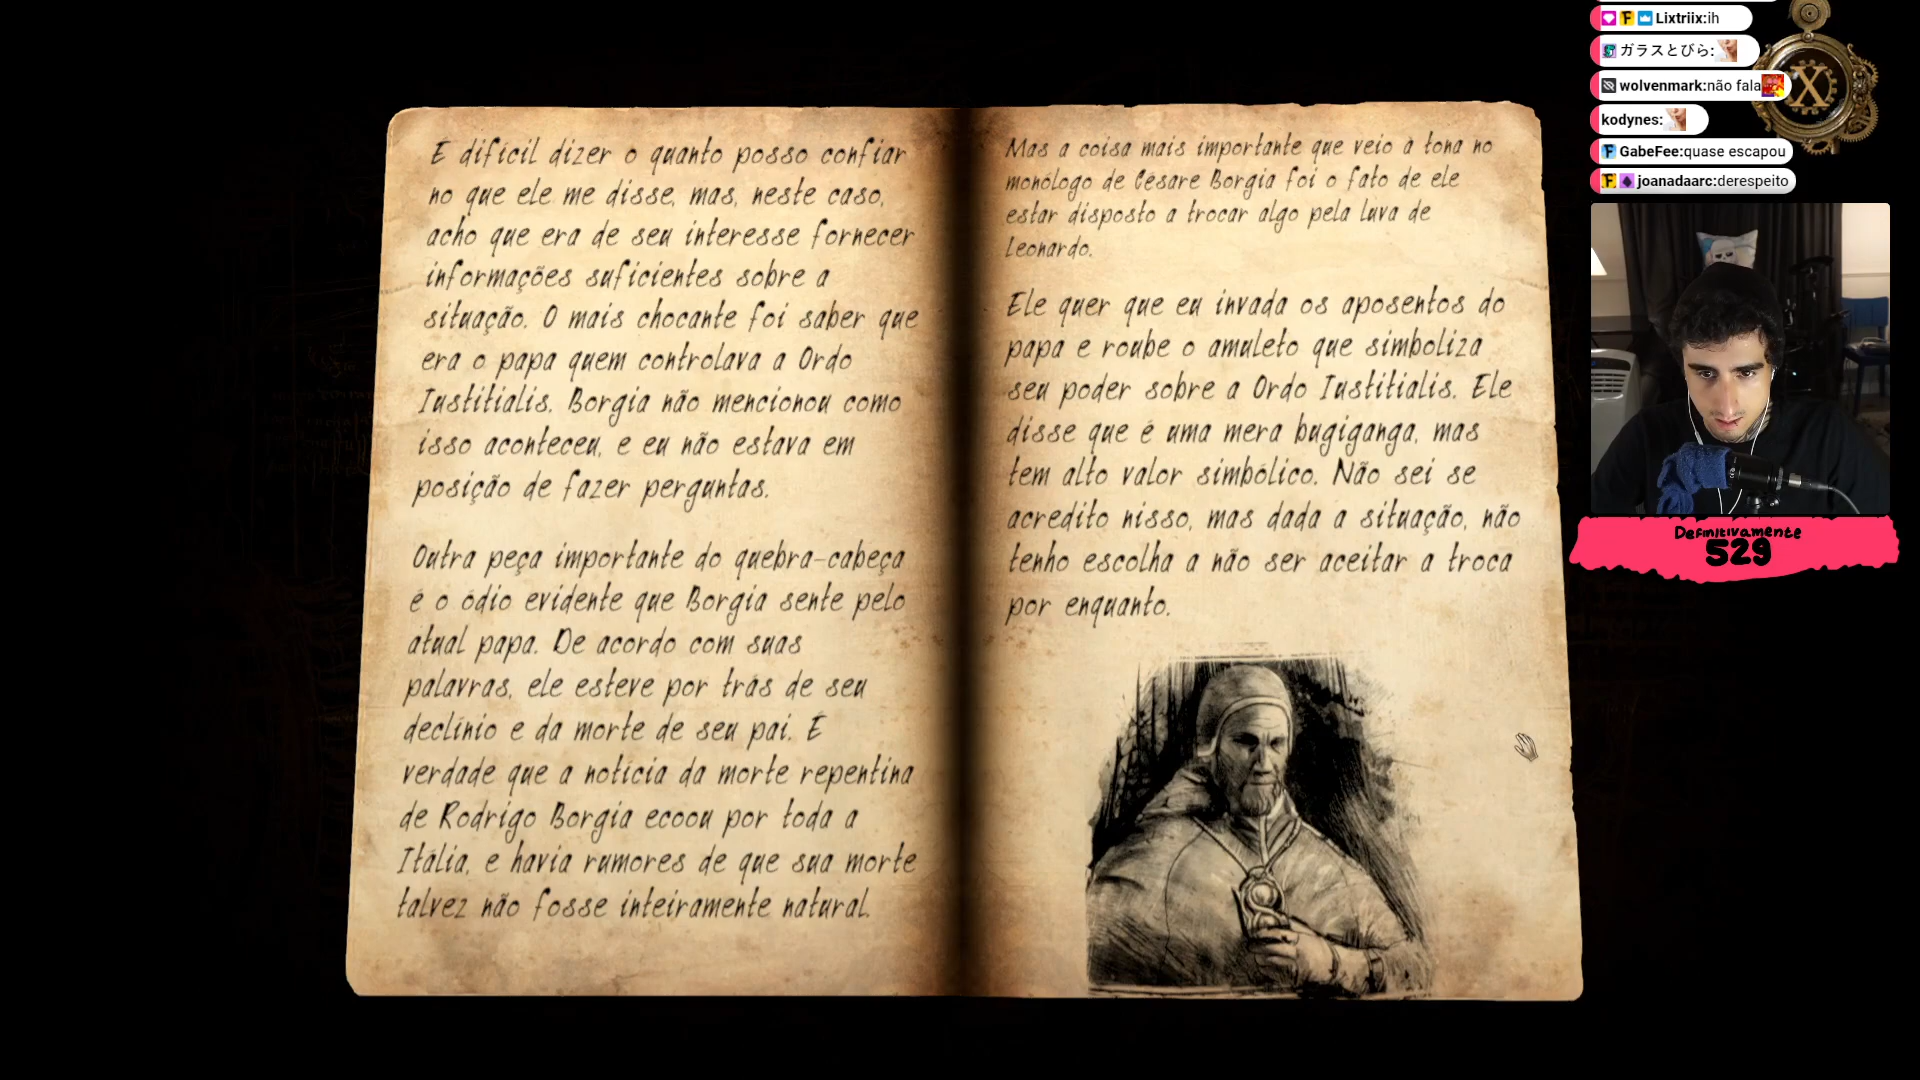 É difícil dizer o quanto posso confiar
no que ele me disse, mas, neste caso,
acho que era de seu interesse fornecer
informações suficientes sobre a
situação. O mais chocante foi saber que
era o papa quem controlava a Ordo
Iustitialis. Borgia não mencionou como
isso aconteceu, e eu não estava em
posição de fazer perguntas.
Outra peça importante do quebra-cabeça
é o ódio evidente que Borgia sente pelo
atual papa. De acordo com suas
palavras, ele esteve por trás de seu
declínio e da morte de seu pai. É
verdade que a notícia da morte repentina
de Rodrigo Borgia ecoou por toda a
Itália, e havia rumores de que sua morte
talvez não fosse inteiramente natural.
Mas a coisa mais importante que veio à tona no
monólogo de Césare Borgia foi o fato de ele
estar disposto a trocar algo pela luva de
Leonardo.
Ele quer que eu invada os aposentos do
papa e roube o amuleto que simboliza
seu poder sobre a Ordo Iustitialis. Ele
disse que é uma mera bugiganga, mas
tem alto valor simbólico. Não sei se
acredito nisso, mas dada a situação, não
tenho escolha a não ser aceitar a troca
por enquanto.
Lixtriix:ih
ガラスとびら:
wolvenmark:não fala
kodynes:
GabeFee:quase escapou
joanadaarc:derespeito
X
Definitivamente
529